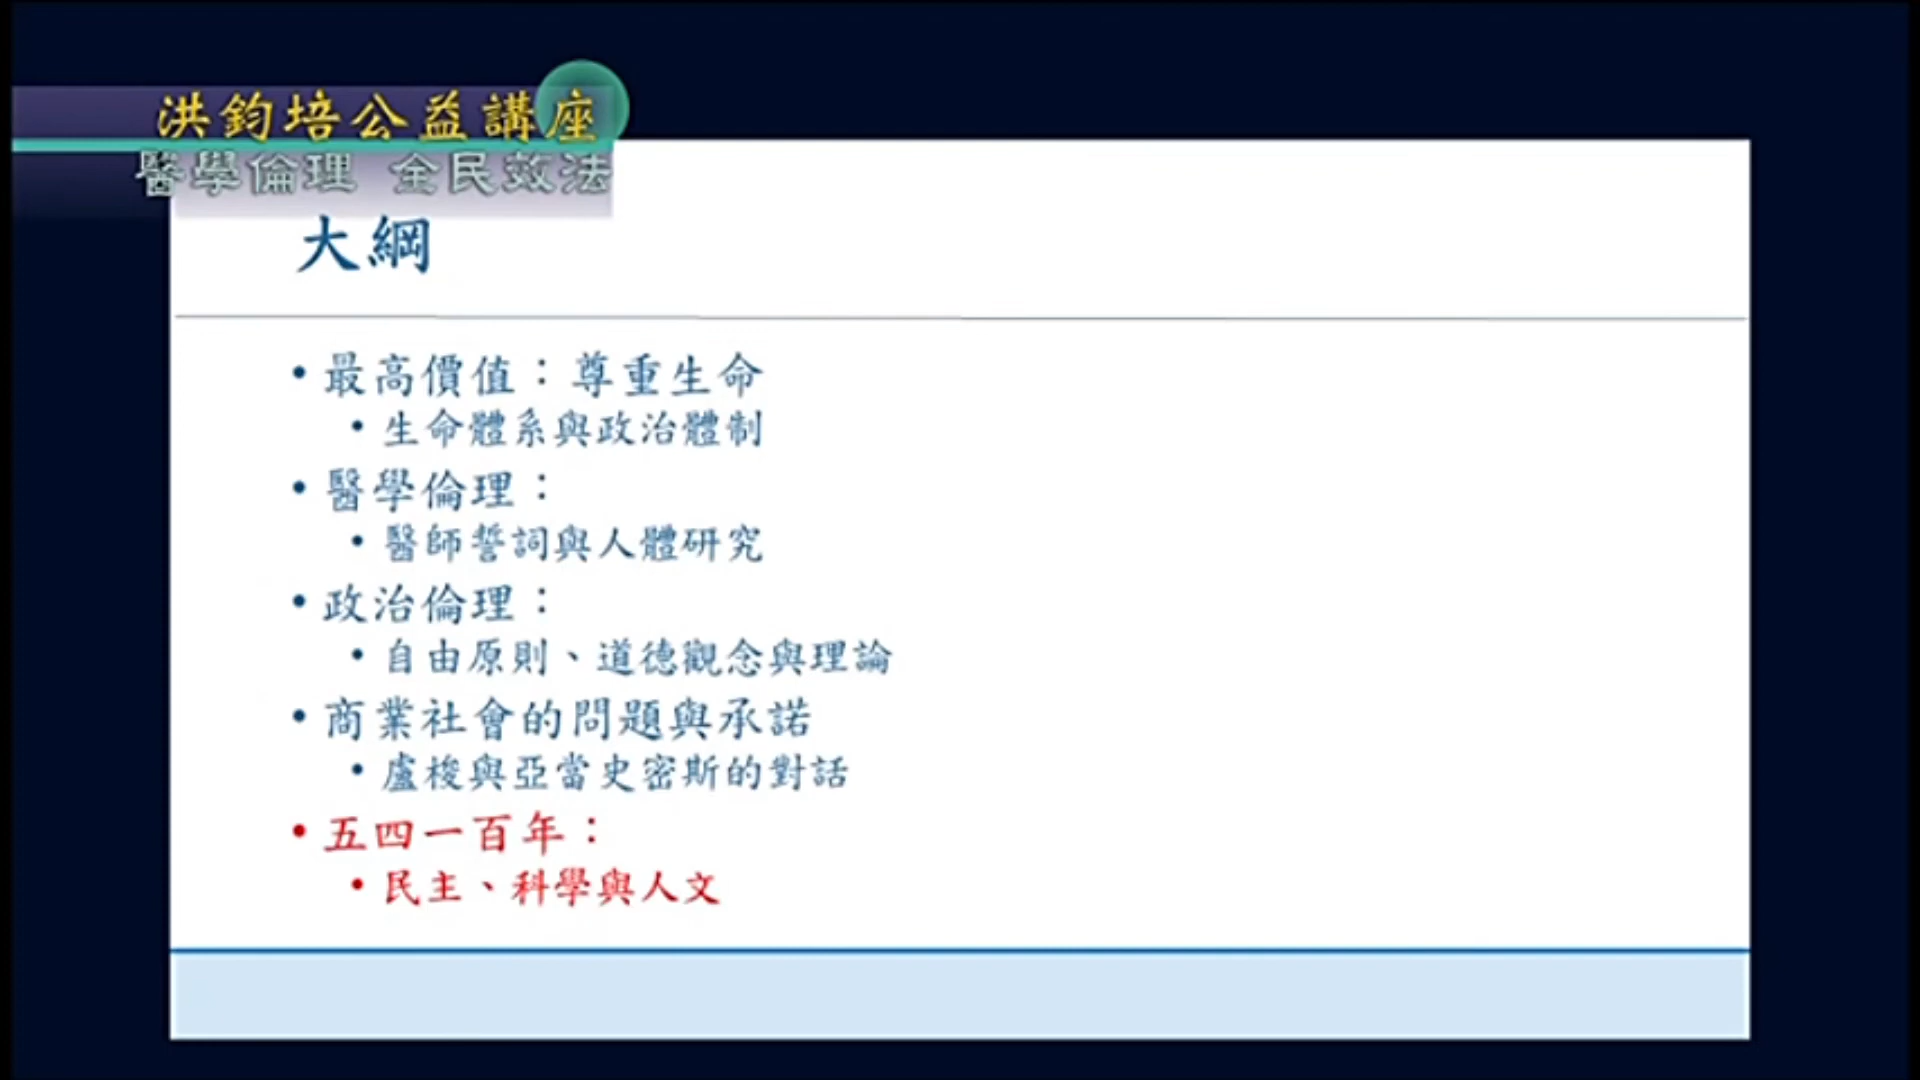 洪鈞培公益講座
醫學倫理 全民效法
大綱
• 最高價值：尊重生命
• 生命體系與政治體制
• 醫學倫理：
• 醫師誓詞與人體研究
• 政治倫理：
• 自由原則、道德觀念與理論
• 商業社會的問題與承諾
• 盧梭與亞當史密斯的對話
• 五四一百年：
• 民主、科學與人文